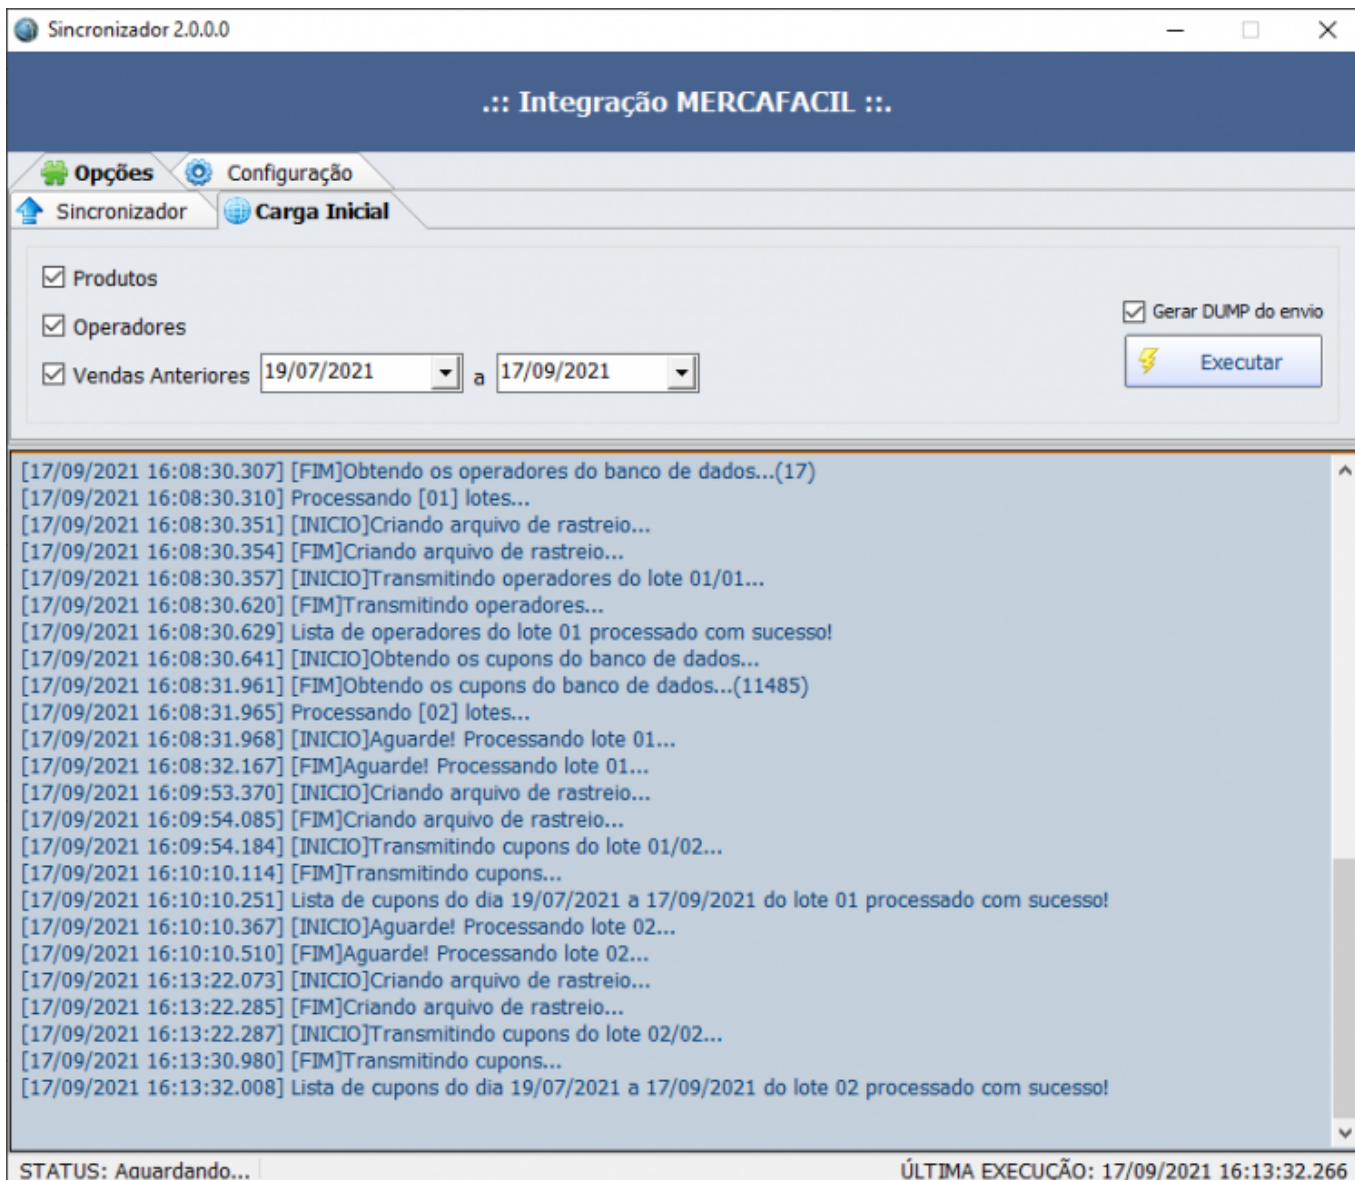 Sincronizador 2.0.0.0
.:: Integração MERCAFACIL ::.
Opções Configuração
Sincronizador Carga Inicial
Produtos
Operadores
Gerar DUMP do envio
Vendas Anteriores 19/07/2021 a 17/09/2021
Executar
[17/09/2021 16:08:30.307] [FIM]Obtendo os operadores do banco de dados...(17)
[17/09/2021 16:08:30.310] Processando [01] lotes...
[17/09/2021 16:08:30.351] [INICIO]Criando arquivo de rastreio...
[17/09/2021 16:08:30.354] [FIM]Criando arquivo de rastreio...
[17/09/2021 16:08:30.357] [INICIO]Transmitindo operadores do lote 01/01...
[17/09/2021 16:08:30.620] [FIM]Transmitindo operadores...
[17/09/2021 16:08:30.629] Lista de operadores do lote 01 processado com sucesso!
[17/09/2021 16:08:30.641] [INICIO]Obtendo os cupons do banco de dados...
[17/09/2021 16:08:31.961] [FIM]Obtendo os cupons do banco de dados...(11485)
[17/09/2021 16:08:31.965] Processando [02] lotes...
[17/09/2021 16:08:31.968] [INICIO]Aguarde! Processando lote 01...
[17/09/2021 16:08:32.167] [FIM]Aguarde! Processando lote 01...
[17/09/2021 16:09:53.370] [INICIO]Criando arquivo de rastreio...
[17/09/2021 16:09:54.085] [FIM]Criando arquivo de rastreio...
[17/09/2021 16:09:54.184] [INICIO]Transmitindo cupons do lote 01/02...
[17/09/2021 16:10:10.114] [FIM]Transmitindo cupons...
[17/09/2021 16:10:10.251] Lista de cupons do dia 19/07/2021 a 17/09/2021 do lote 01 processado com sucesso!
[17/09/2021 16:10:10.367] [INICIO]Aguarde! Processando lote 02...
[17/09/2021 16:10:10.510] [FIM]Aguarde! Processando lote 02...
[17/09/2021 16:13:22.073] [INICIO]Criando arquivo de rastreio...
[17/09/2021 16:13:22.285] [FIM]Criando arquivo de rastreio...
[17/09/2021 16:13:22.287] [INICIO]Transmitindo cupons do lote 02/02...
[17/09/2021 16:13:30.980] [FIM]Transmitindo cupons...
[17/09/2021 16:13:32.008] Lista de cupons do dia 19/07/2021 a 17/09/2021 do lote 02 processado com sucesso!
STATUS: Aguardando... ÚLTIMA EXECUÇÃO: 17/09/2021 16:13:32.266